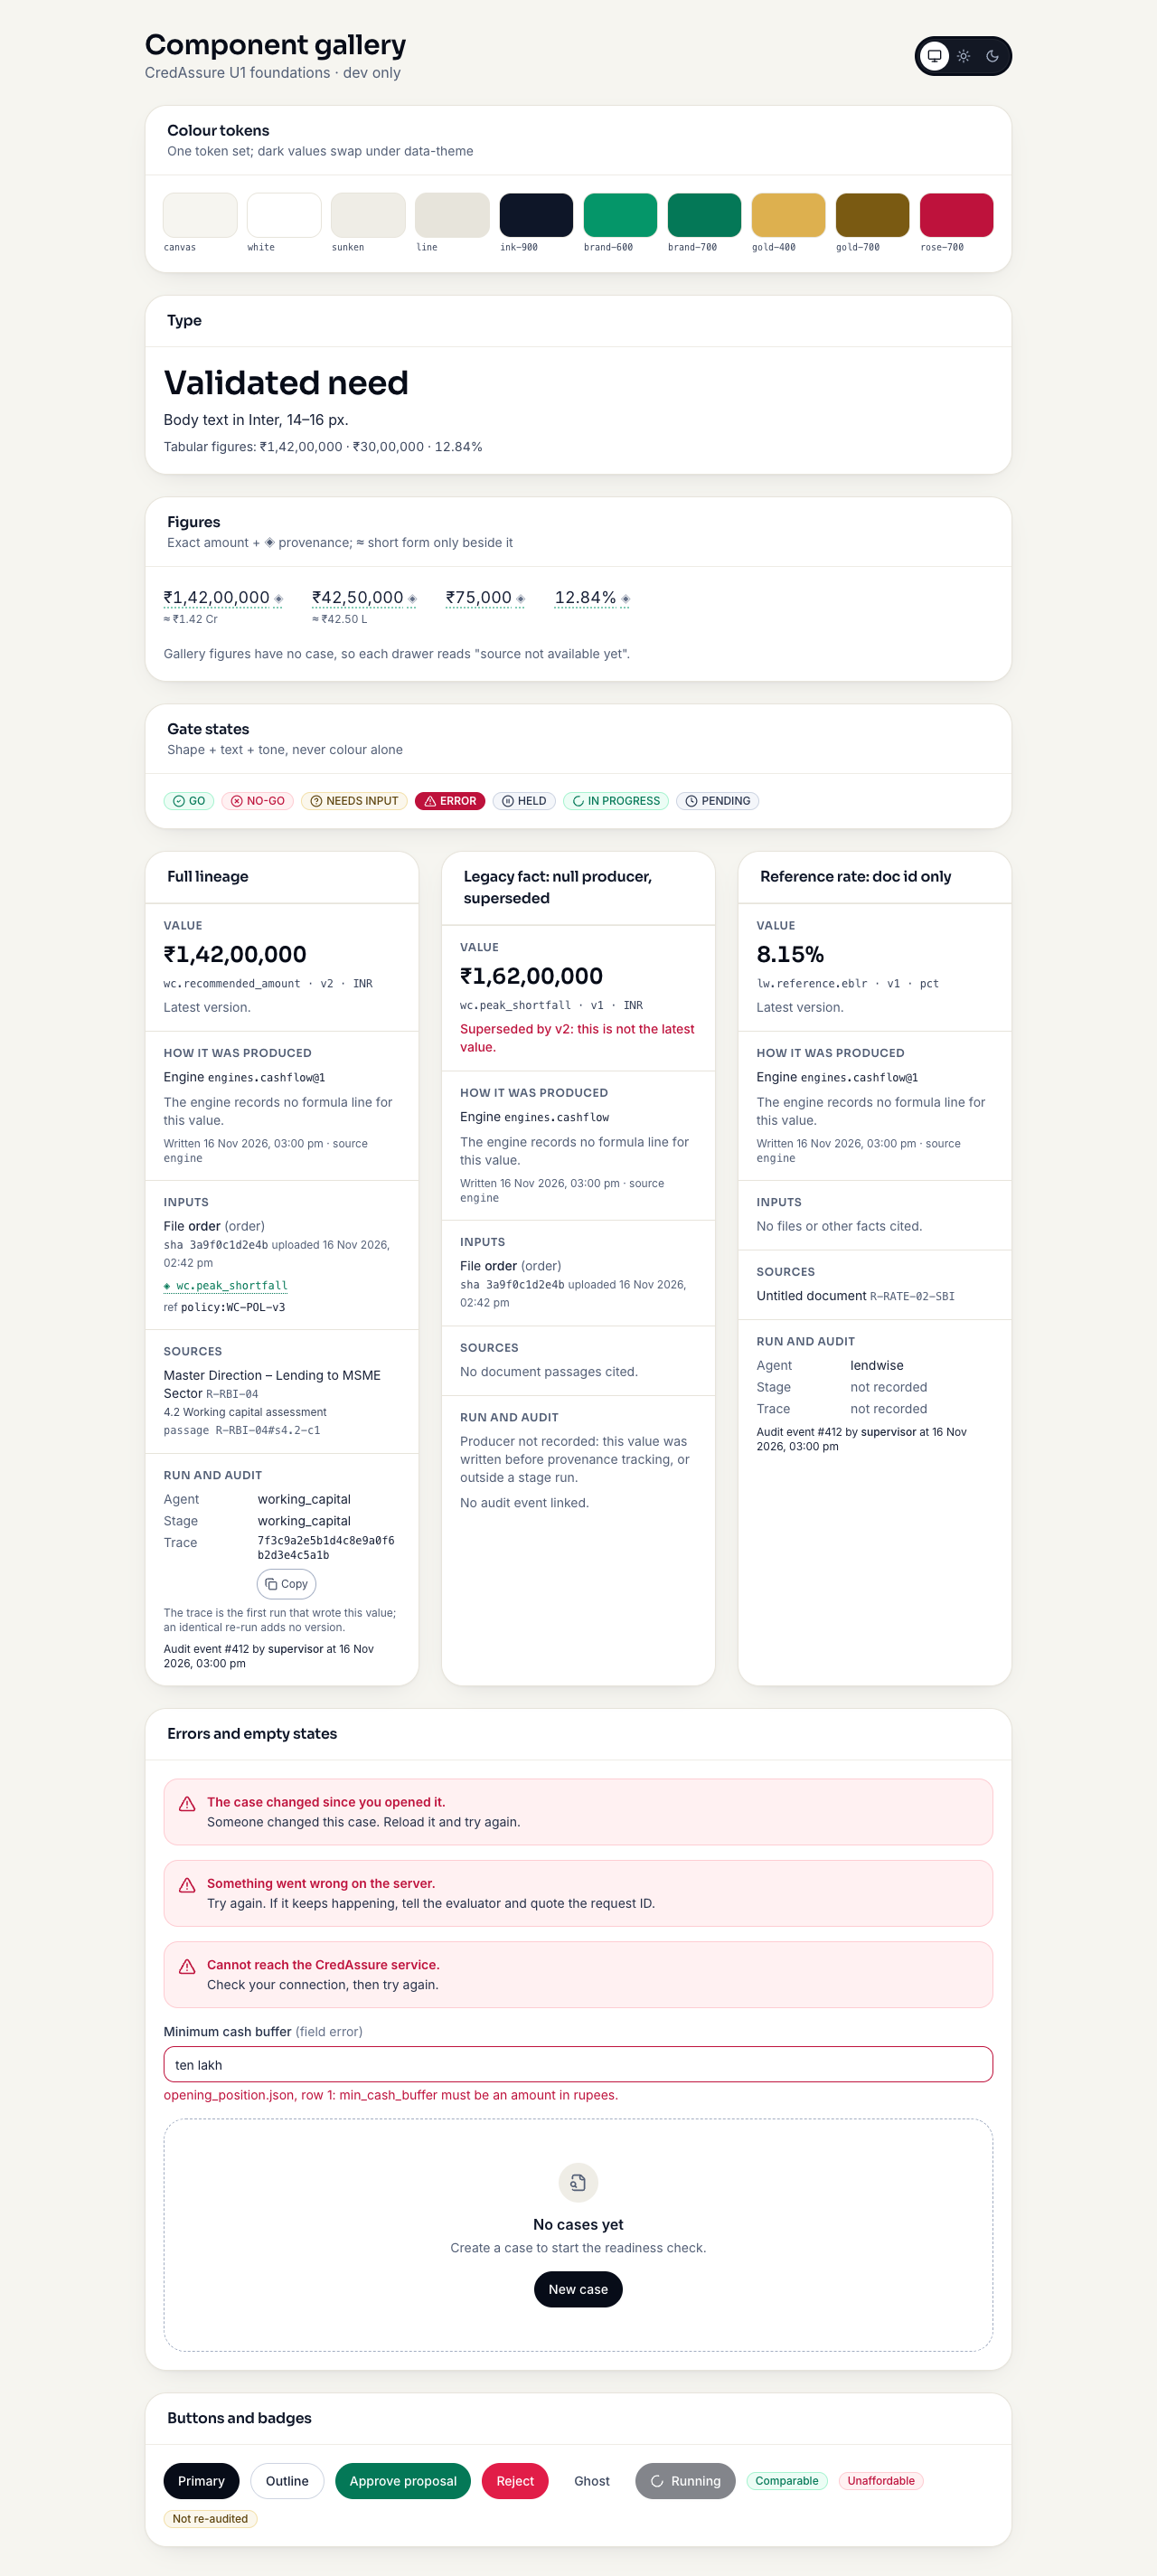 Component gallery
CredAssure U1 foundations · dev only
Colour tokens
One token set; dark values swap under data-theme
canvas
white
sunken
line
ink-900
brand-600
brand-700
gold-400
gold-700
rose-700
Type
Validated need
Body text in Inter, 14–16 px.
Tabular figures: ₹1,42,00,000 · ₹30,00,000 · 12.84%
Figures
Exact amount + ◈ provenance; ≈ short form only beside it
₹1,42,00,000 ◈
≈ ₹1.42 Cr
₹42,50,000 ◈
≈ ₹42.50 L
₹75,000 ◈
12.84% ◈
Gallery figures have no case, so each drawer reads "source not available yet".
Gate states
Shape + text + tone, never colour alone
GO
NO-GO
NEEDS INPUT
ERROR
HELD
IN PROGRESS
PENDING
Full lineage
VALUE
₹1,42,00,000
wc.recommended_amount · v2 · INR
Latest version.
HOW IT WAS PRODUCED
Engine engines.cashflow@1
The engine records no formula line for
this value.
Written 16 Nov 2026, 03:00 pm · source
engine
INPUTS
File order (order)
sha 3a9f0c1d2e4b uploaded 16 Nov 2026,
02:42 pm
◈ wc.peak_shortfall
ref policy:WC-POL-v3
SOURCES
Master Direction – Lending to MSME
Sector R-RBI-04
4.2 Working capital assessment
passage R-RBI-04#s4.2-c1
RUN AND AUDIT
Agent working_capital
Stage working_capital
Trace 7f3c9a2e5b1d4c8e9a0f6
b2d3e4c5a1b
Copy
The trace is the first run that wrote this value;
an identical re-run adds no version.
Audit event #412 by supervisor at 16 Nov
2026, 03:00 pm
Legacy fact: null producer,
superseded
VALUE
₹1,62,00,000
wc.peak_shortfall · v1 · INR
Superseded by v2: this is not the latest
value.
HOW IT WAS PRODUCED
Engine engines.cashflow
The engine records no formula line for
this value.
Written 16 Nov 2026, 03:00 pm · source
engine
INPUTS
File order (order)
sha 3a9f0c1d2e4b uploaded 16 Nov 2026,
02:42 pm
SOURCES
No document passages cited.
RUN AND AUDIT
Producer not recorded: this value was
written before provenance tracking, or
outside a stage run.
No audit event linked.
Reference rate: doc id only
VALUE
8.15%
lw.reference.eblr · v1 · pct
Latest version.
HOW IT WAS PRODUCED
Engine engines.cashflow@1
The engine records no formula line for
this value.
Written 16 Nov 2026, 03:00 pm · source
engine
INPUTS
No files or other facts cited.
SOURCES
Untitled document R-RATE-02-SBI
RUN AND AUDIT
Agent lendwise
Stage not recorded
Trace not recorded
Audit event #412 by supervisor at 16 Nov
2026, 03:00 pm
Errors and empty states
The case changed since you opened it.
Someone changed this case. Reload it and try again.
Something went wrong on the server.
Try again. If it keeps happening, tell the evaluator and quote the request ID.
Cannot reach the CredAssure service.
Check your connection, then try again.
Minimum cash buffer (field error)
ten lakh
opening_position.json, row 1: min_cash_buffer must be an amount in rupees.
No cases yet
Create a case to start the readiness check.
New case
Buttons and badges
Primary
Outline
Approve proposal
Reject
Ghost
Running
Comparable
Unaffordable
Not re-audited